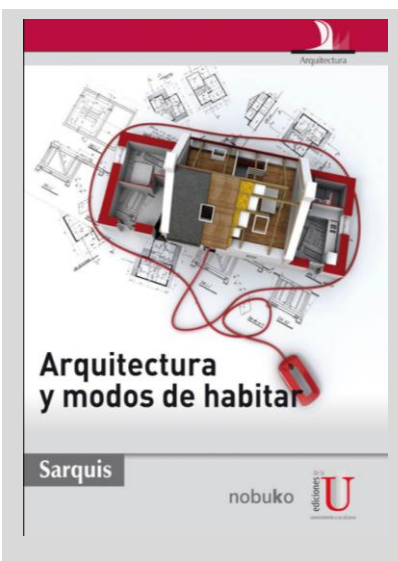 Arquitectura
Arquitectura
y modos de habitar
Sarquis
nobuko
ediciones
de la
U